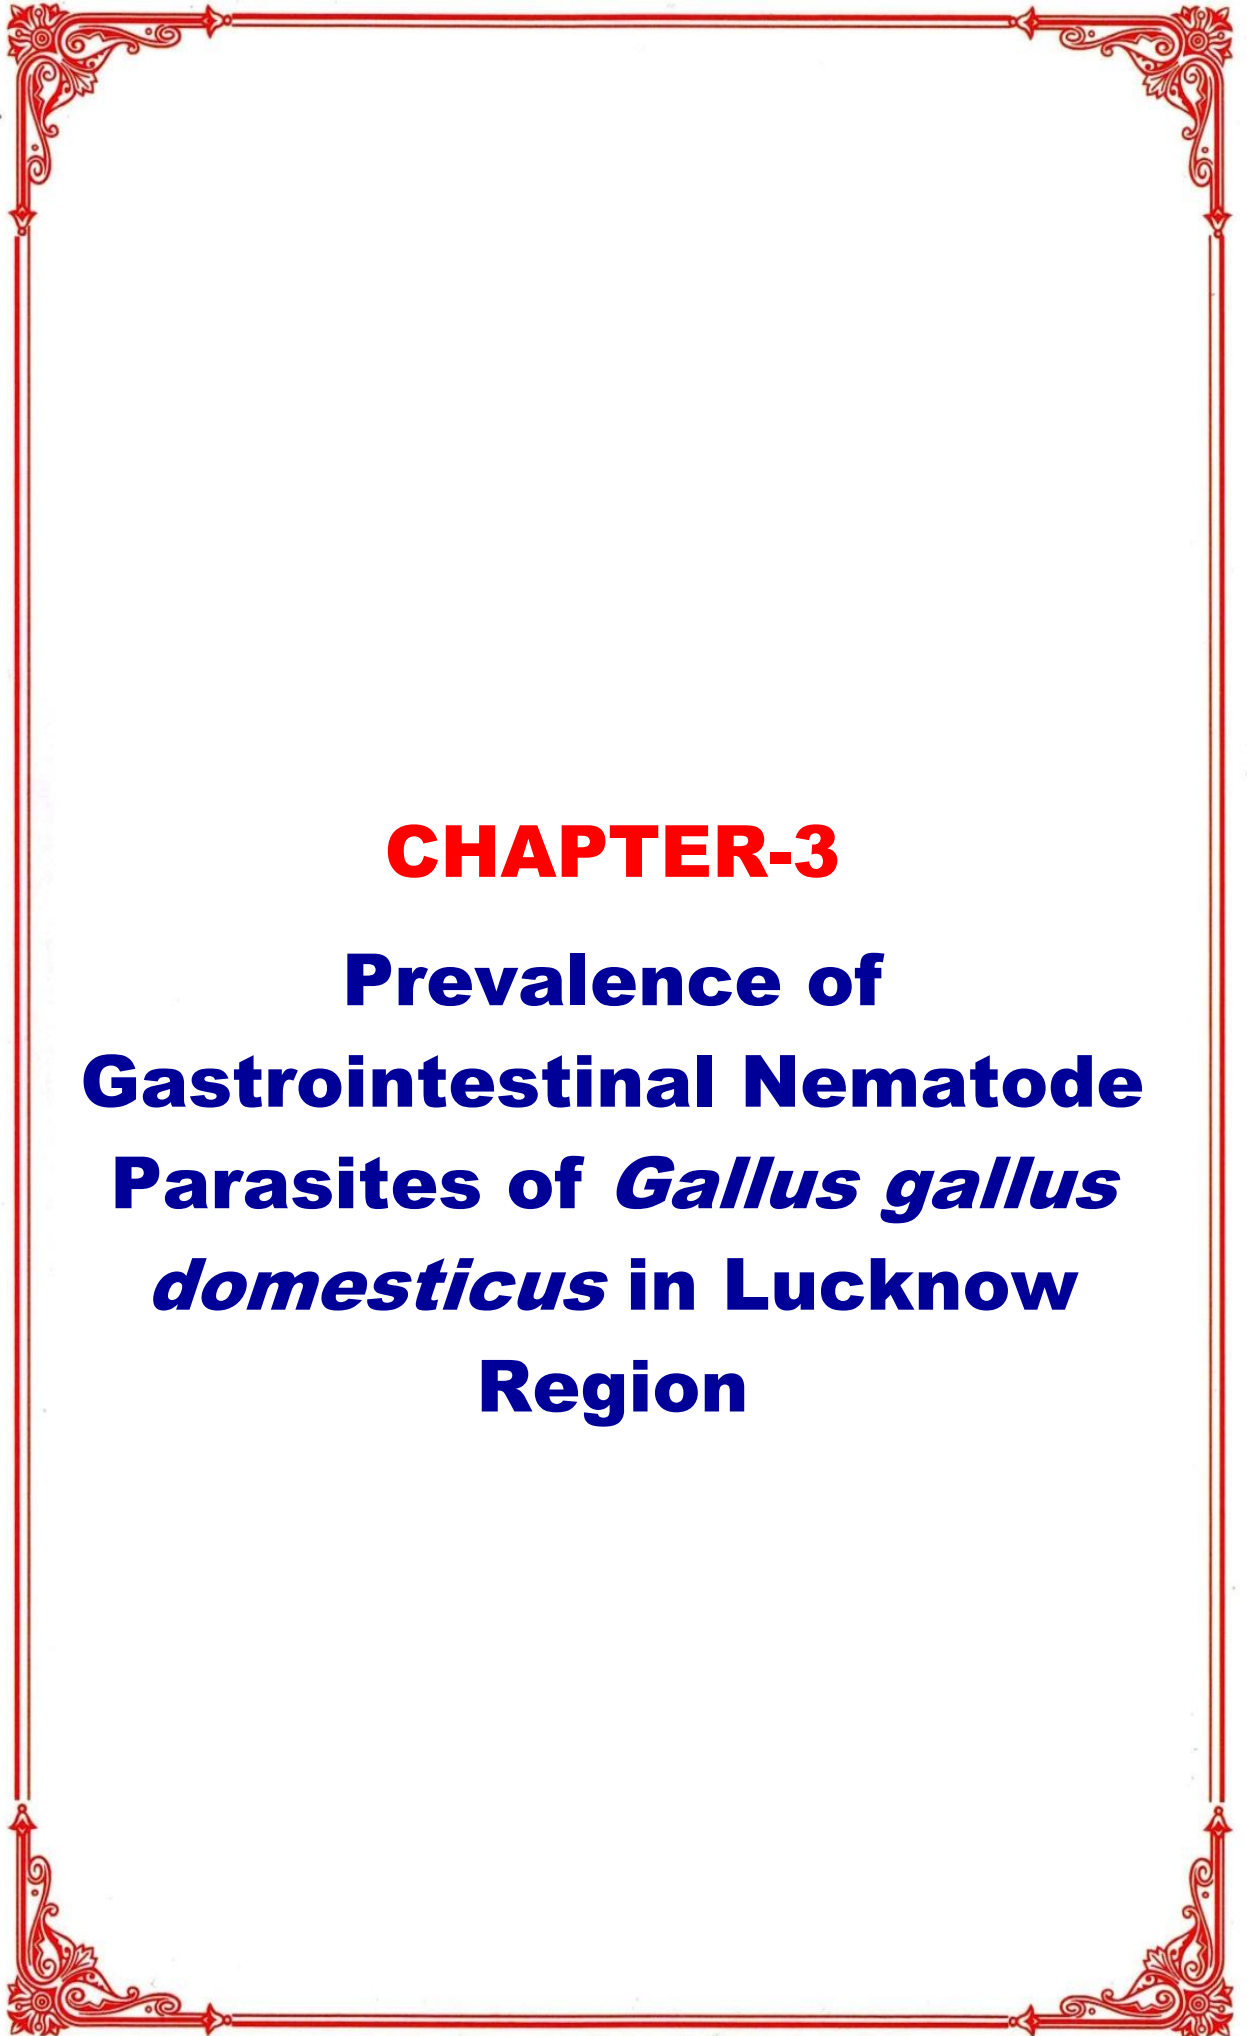 CHAPTER-3
Prevalence of
Gastrointestinal Nematode
Parasites of Gallus gallus
domesticus in Lucknow
Region